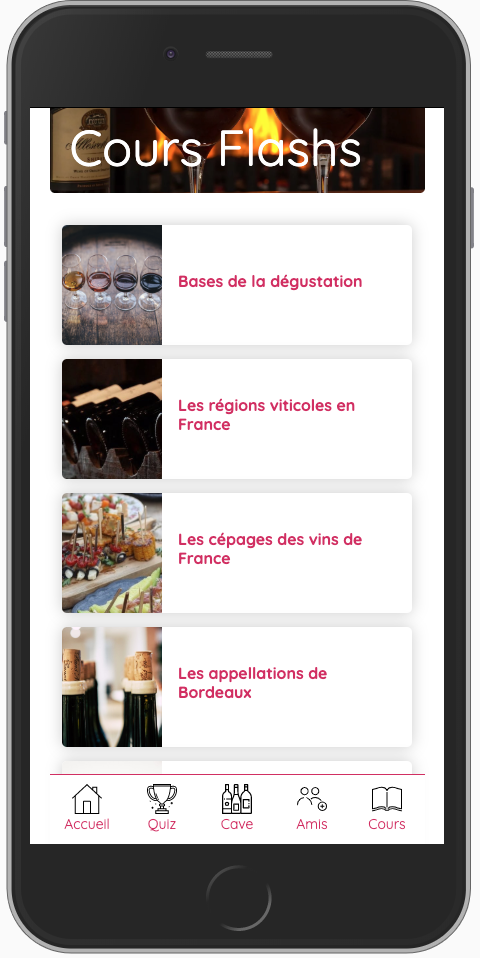 Cours Flashs
Bases de la dégustation
Les régions viticoles en
France
Les cépages des vins de
France
Les appellations de
Bordeaux
Accueil
Quiz
Cave
Amis
Cours